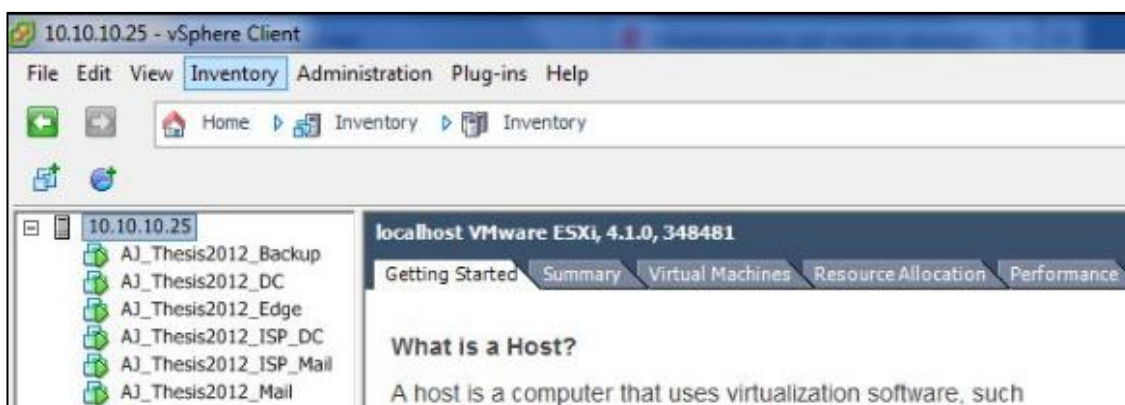 10.10.10.25 - vSphere Client
File Edit View Inventory Administration Plug-ins Help
Home Inventory Inventory
10.10.10.25
AJ_Thesis2012_Backup
AJ_Thesis2012_DC
AJ_Thesis2012_Edge
AJ_Thesis2012_ISP_DC
AJ_Thesis2012_ISP_Mail
AJ_Thesis2012_Mail
localhost VMware ESXi, 4.1.0, 348481
Getting Started Summary Virtual Machines Resource Allocation Performance
What is a Host?
A host is a computer that uses virtualization software, such